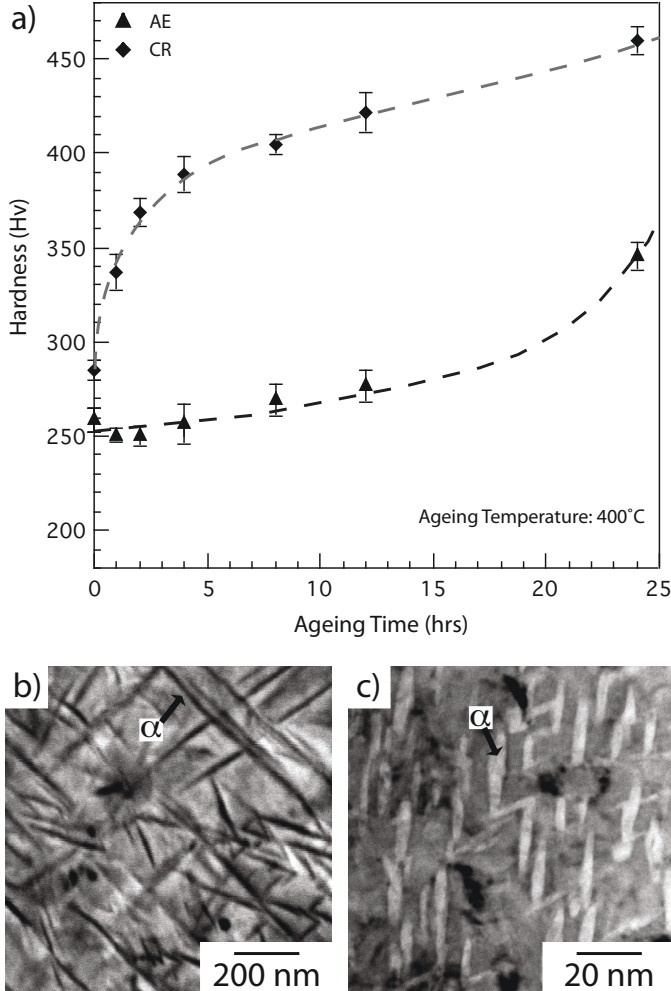 a)
AE
CR
450
400
350
300
250
200
Hardness (Hv)
Ageing Temperature: 400˚C
0
5
10
15
20
25
Ageing Time (hrs)
b)
α
200 nm
c)
α
20 nm